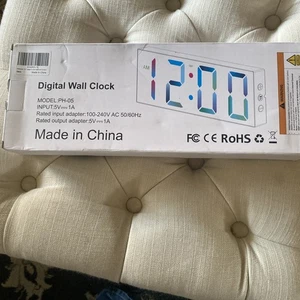 Digital Wall Clock
MODEL:PH-05
INPUT:5V⎓1A
Rated input adapter:100-240V AC 50/60Hz
Rated output adapter:5V⎓1A
Made in China
12:00
FC CE RoHS